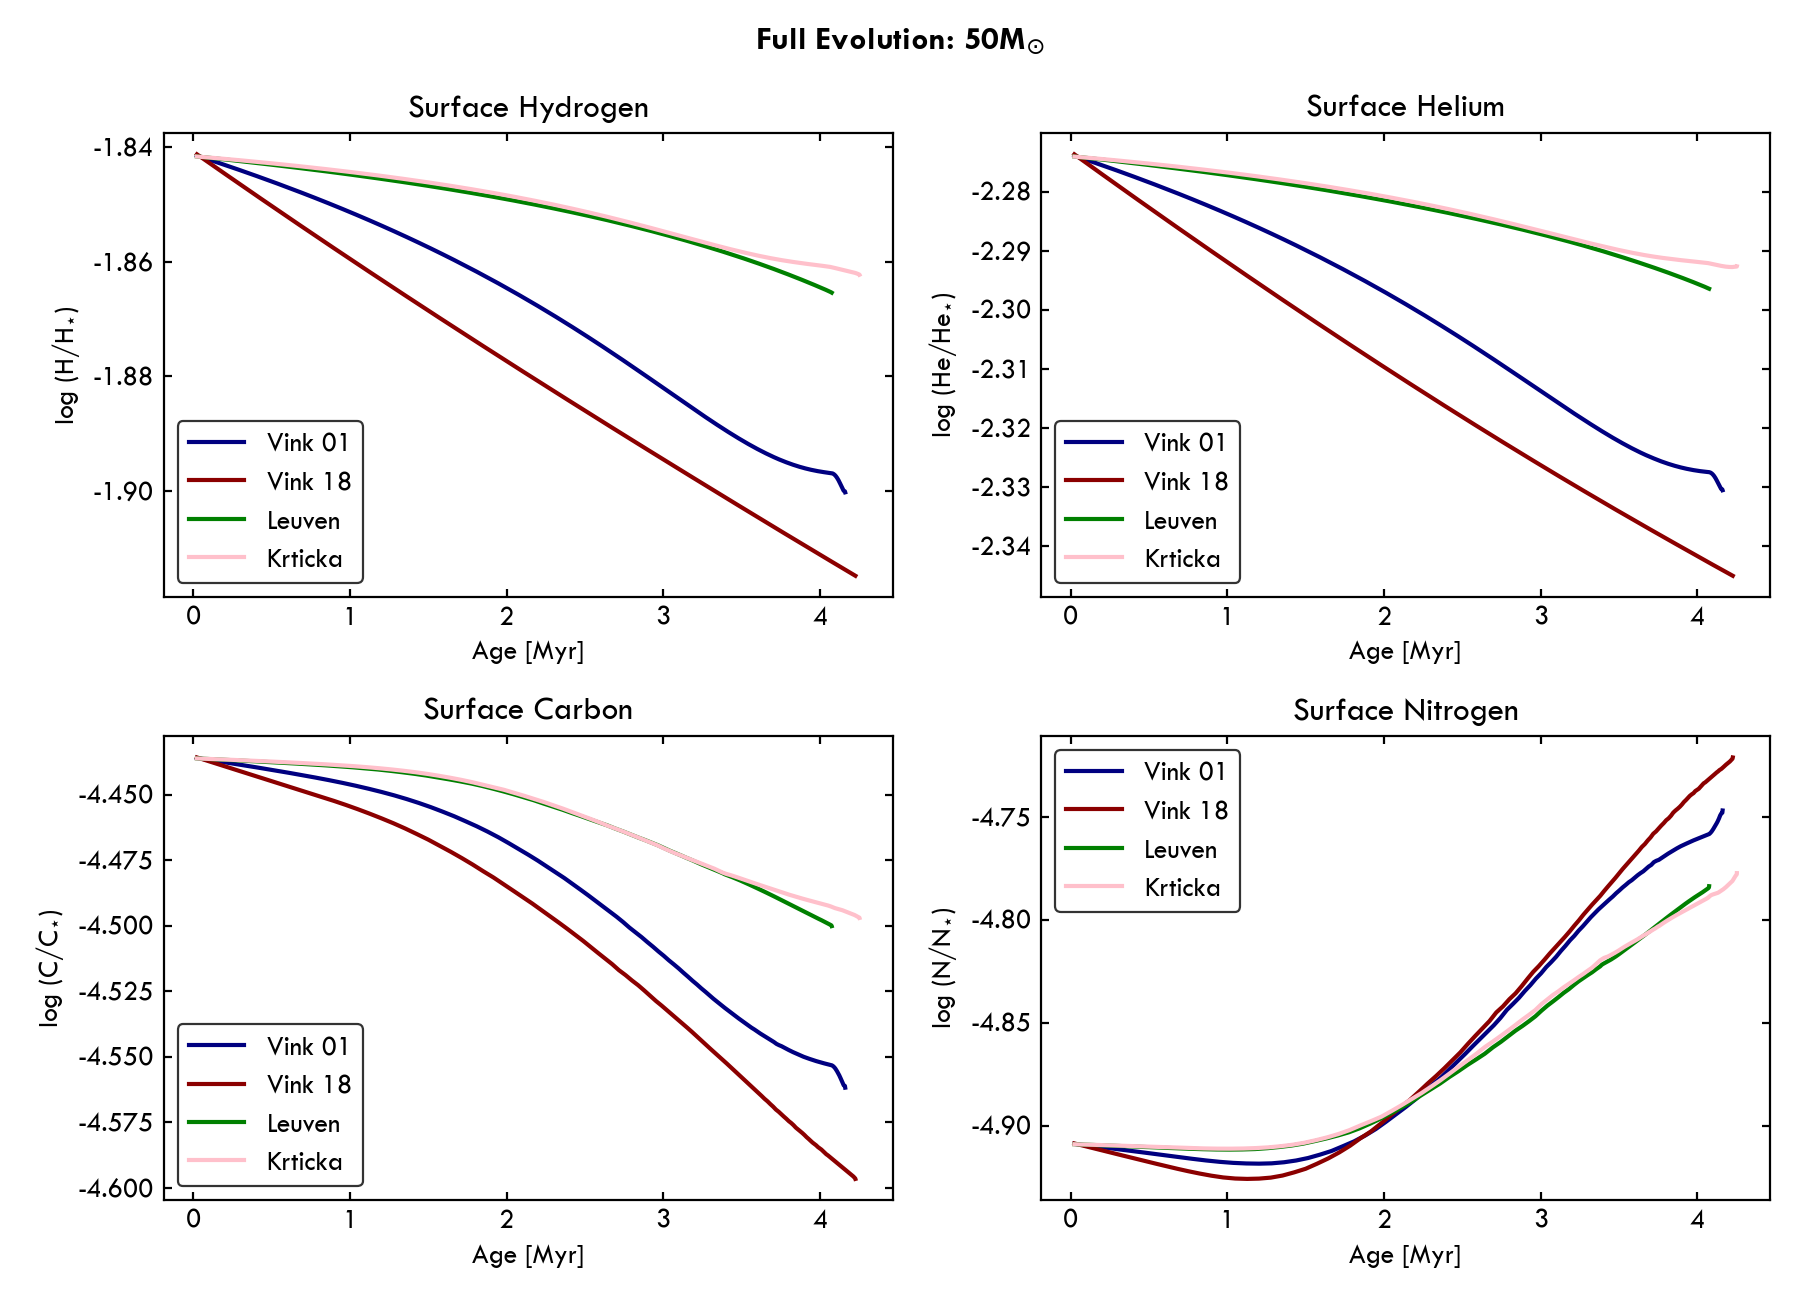 Full Evolution: 50M☉
Surface Hydrogen
log (H/H⋆)
-1.84
-1.86
-1.88
-1.90
Vink 01
Vink 18
Leuven
Krticka
0 1 2 3 4
Age [Myr]
Surface Helium
log (He/He⋆)
-2.28
-2.29
-2.30
-2.31
-2.32
-2.33
-2.34
Vink 01
Vink 18
Leuven
Krticka
0 1 2 3 4
Age [Myr]
Surface Carbon
log (C/C⋆)
-4.450
-4.475
-4.500
-4.525
-4.550
-4.575
-4.600
Vink 01
Vink 18
Leuven
Krticka
0 1 2 3 4
Age [Myr]
Surface Nitrogen
log (N/N⋆)
-4.75
-4.80
-4.85
-4.90
Vink 01
Vink 18
Leuven
Krticka
0 1 2 3 4
Age [Myr]